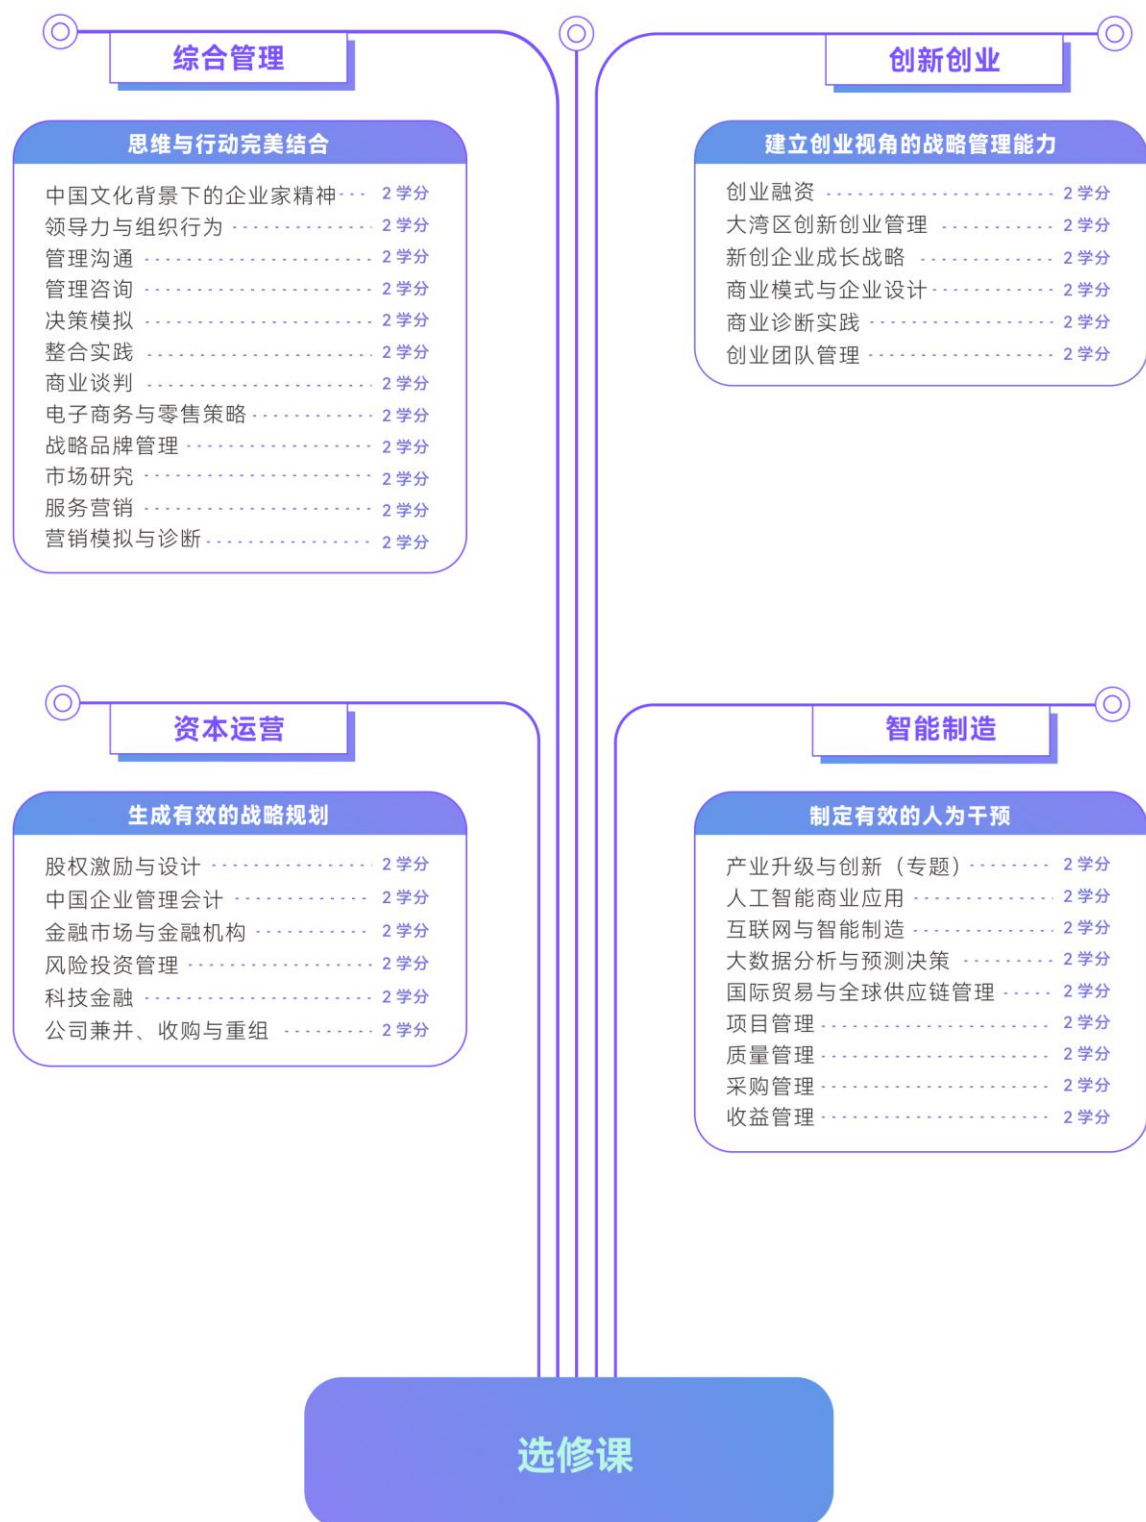 综合管理
思维与行动完美结合
中国文化背景下的企业家精神 2 学分
领导力与组织行为 2 学分
管理沟通 2 学分
管理咨询 2 学分
决策模拟 2 学分
整合实践 2 学分
商业谈判 2 学分
电子商务与零售策略 2 学分
战略品牌管理 2 学分
市场研究 2 学分
服务营销 2 学分
营销模拟与诊断 2 学分
创新创业
建立创业视角的战略管理能力
创业融资 2 学分
大湾区创新创业管理 2 学分
新创企业成长战略 2 学分
商业模式与企业设计 2 学分
商业诊断实践 2 学分
创业团队管理 2 学分
资本运营
生成有效的战略规划
股权激励与设计 2 学分
中国企业管理会计 2 学分
金融市场与金融机构 2 学分
风险投资管理 2 学分
科技金融 2 学分
公司兼并、收购与重组 2 学分
智能制造
制定有效的人为干预
产业升级与创新（专题） 2 学分
人工智能商业应用 2 学分
互联网与智能制造 2 学分
大数据分析与预测决策 2 学分
国际贸易与全球供应链管理 2 学分
项目管理 2 学分
质量管理 2 学分
采购管理 2 学分
收益管理 2 学分
选修课